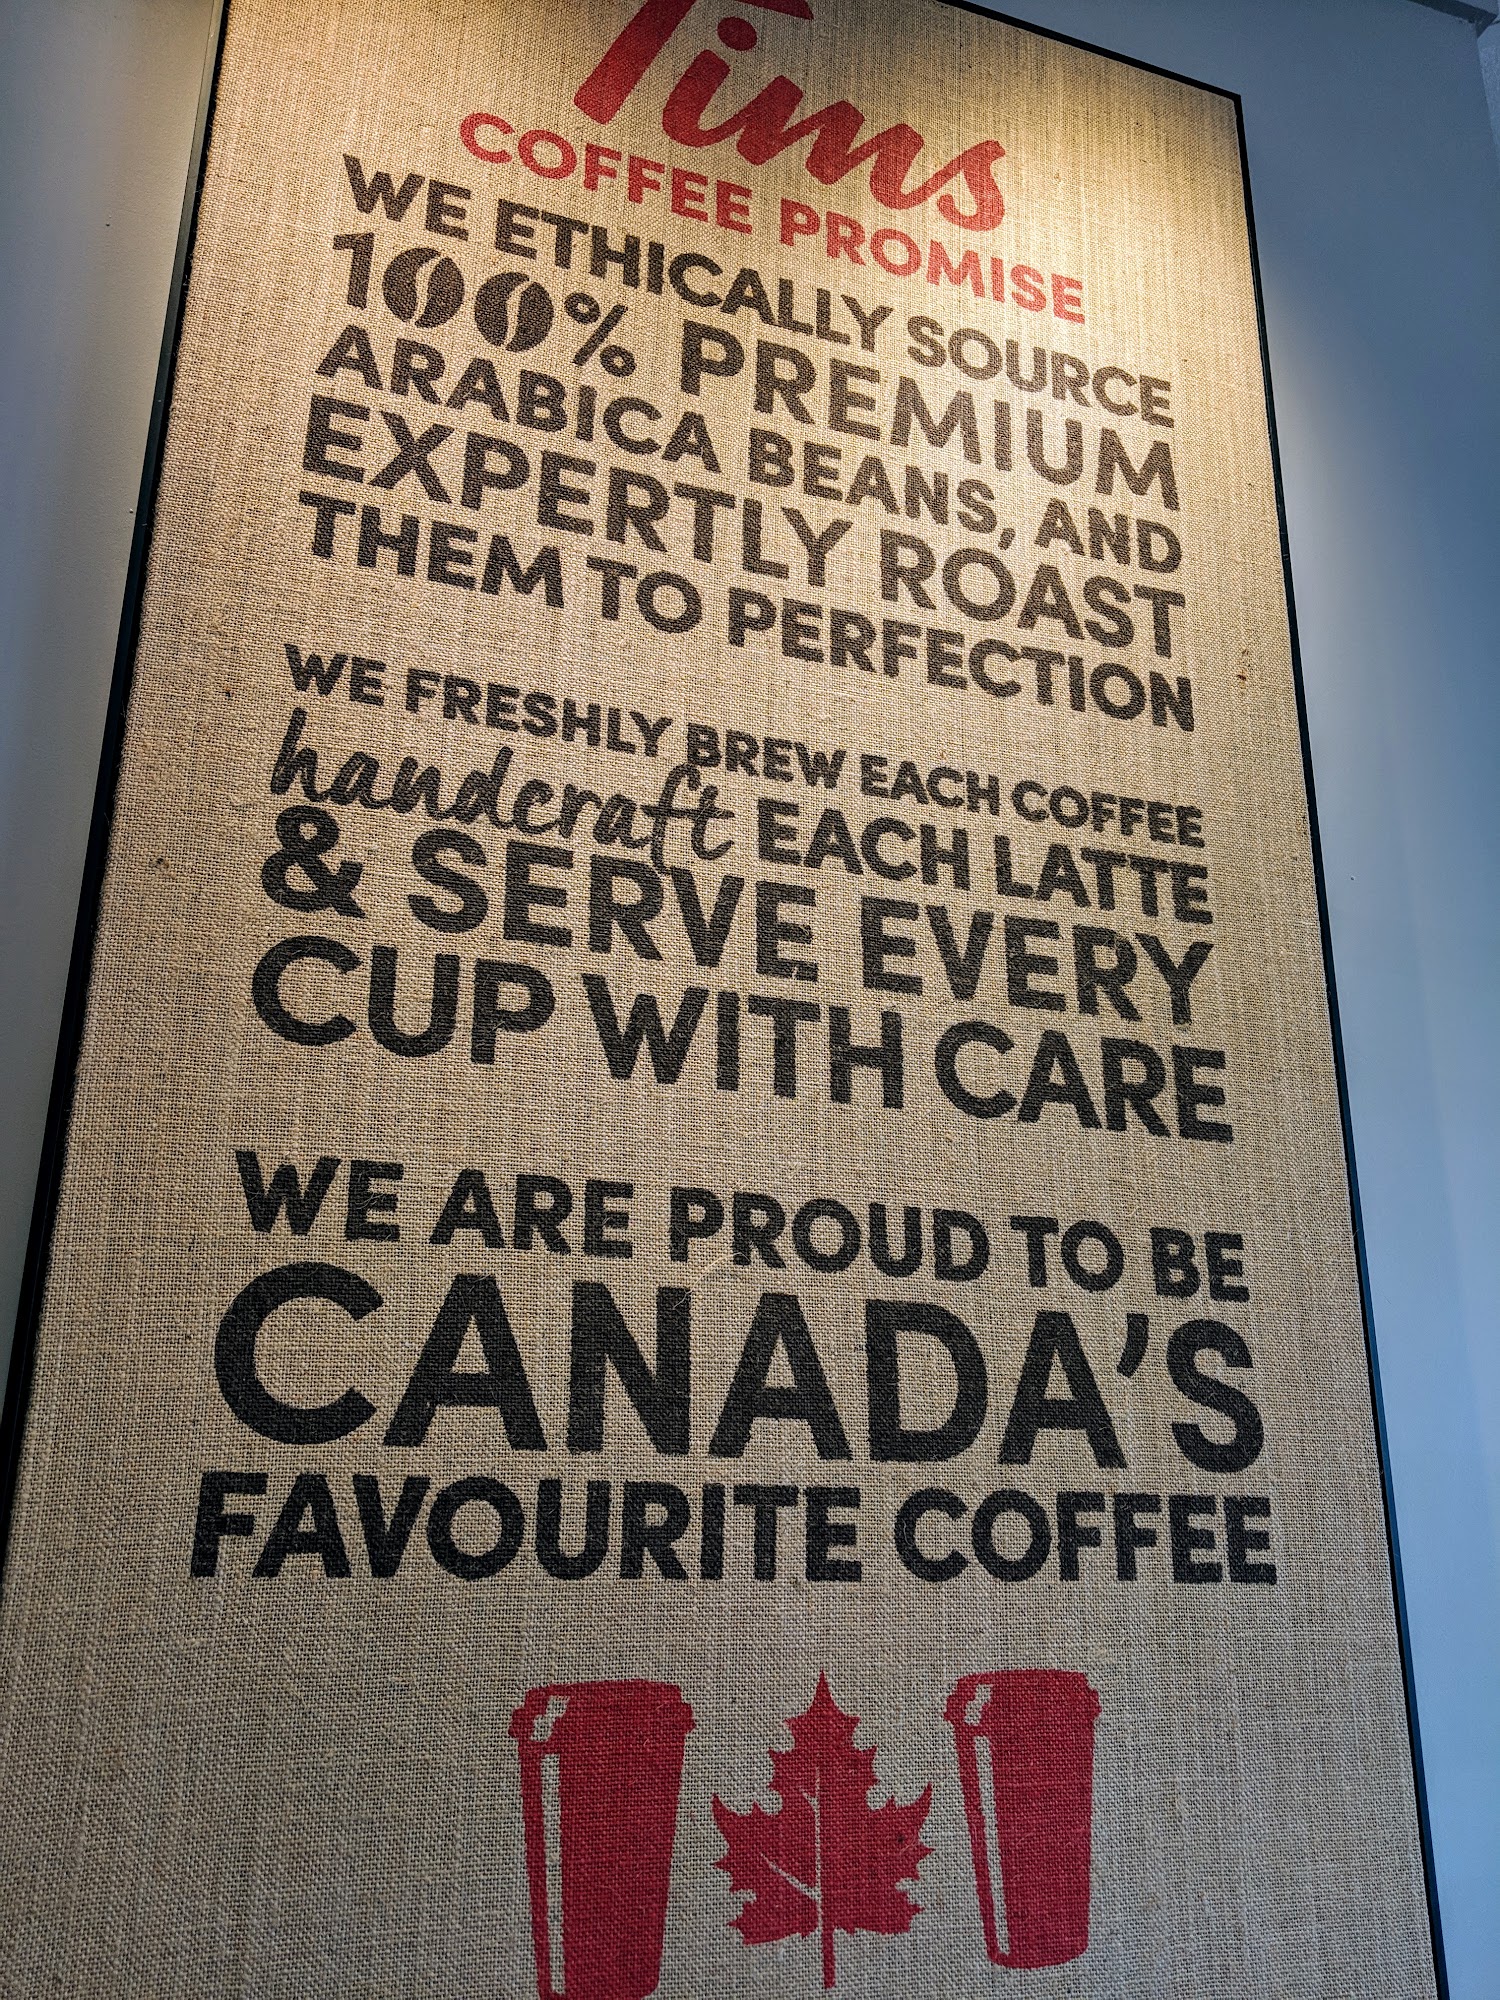 Tims
COFFEE PROMISE
WE ETHICALLY SOURCE
100% PREMIUM
ARABICA BEANS, AND
EXPERTLY ROAST
THEM TO PERFECTION
WE FRESHLY BREW EACH COFFEE
handcraft EACH LATTE
& SERVE EVERY
CUP WITH CARE
WE ARE PROUD TO BE
CANADA'S
FAVOURITE COFFEE